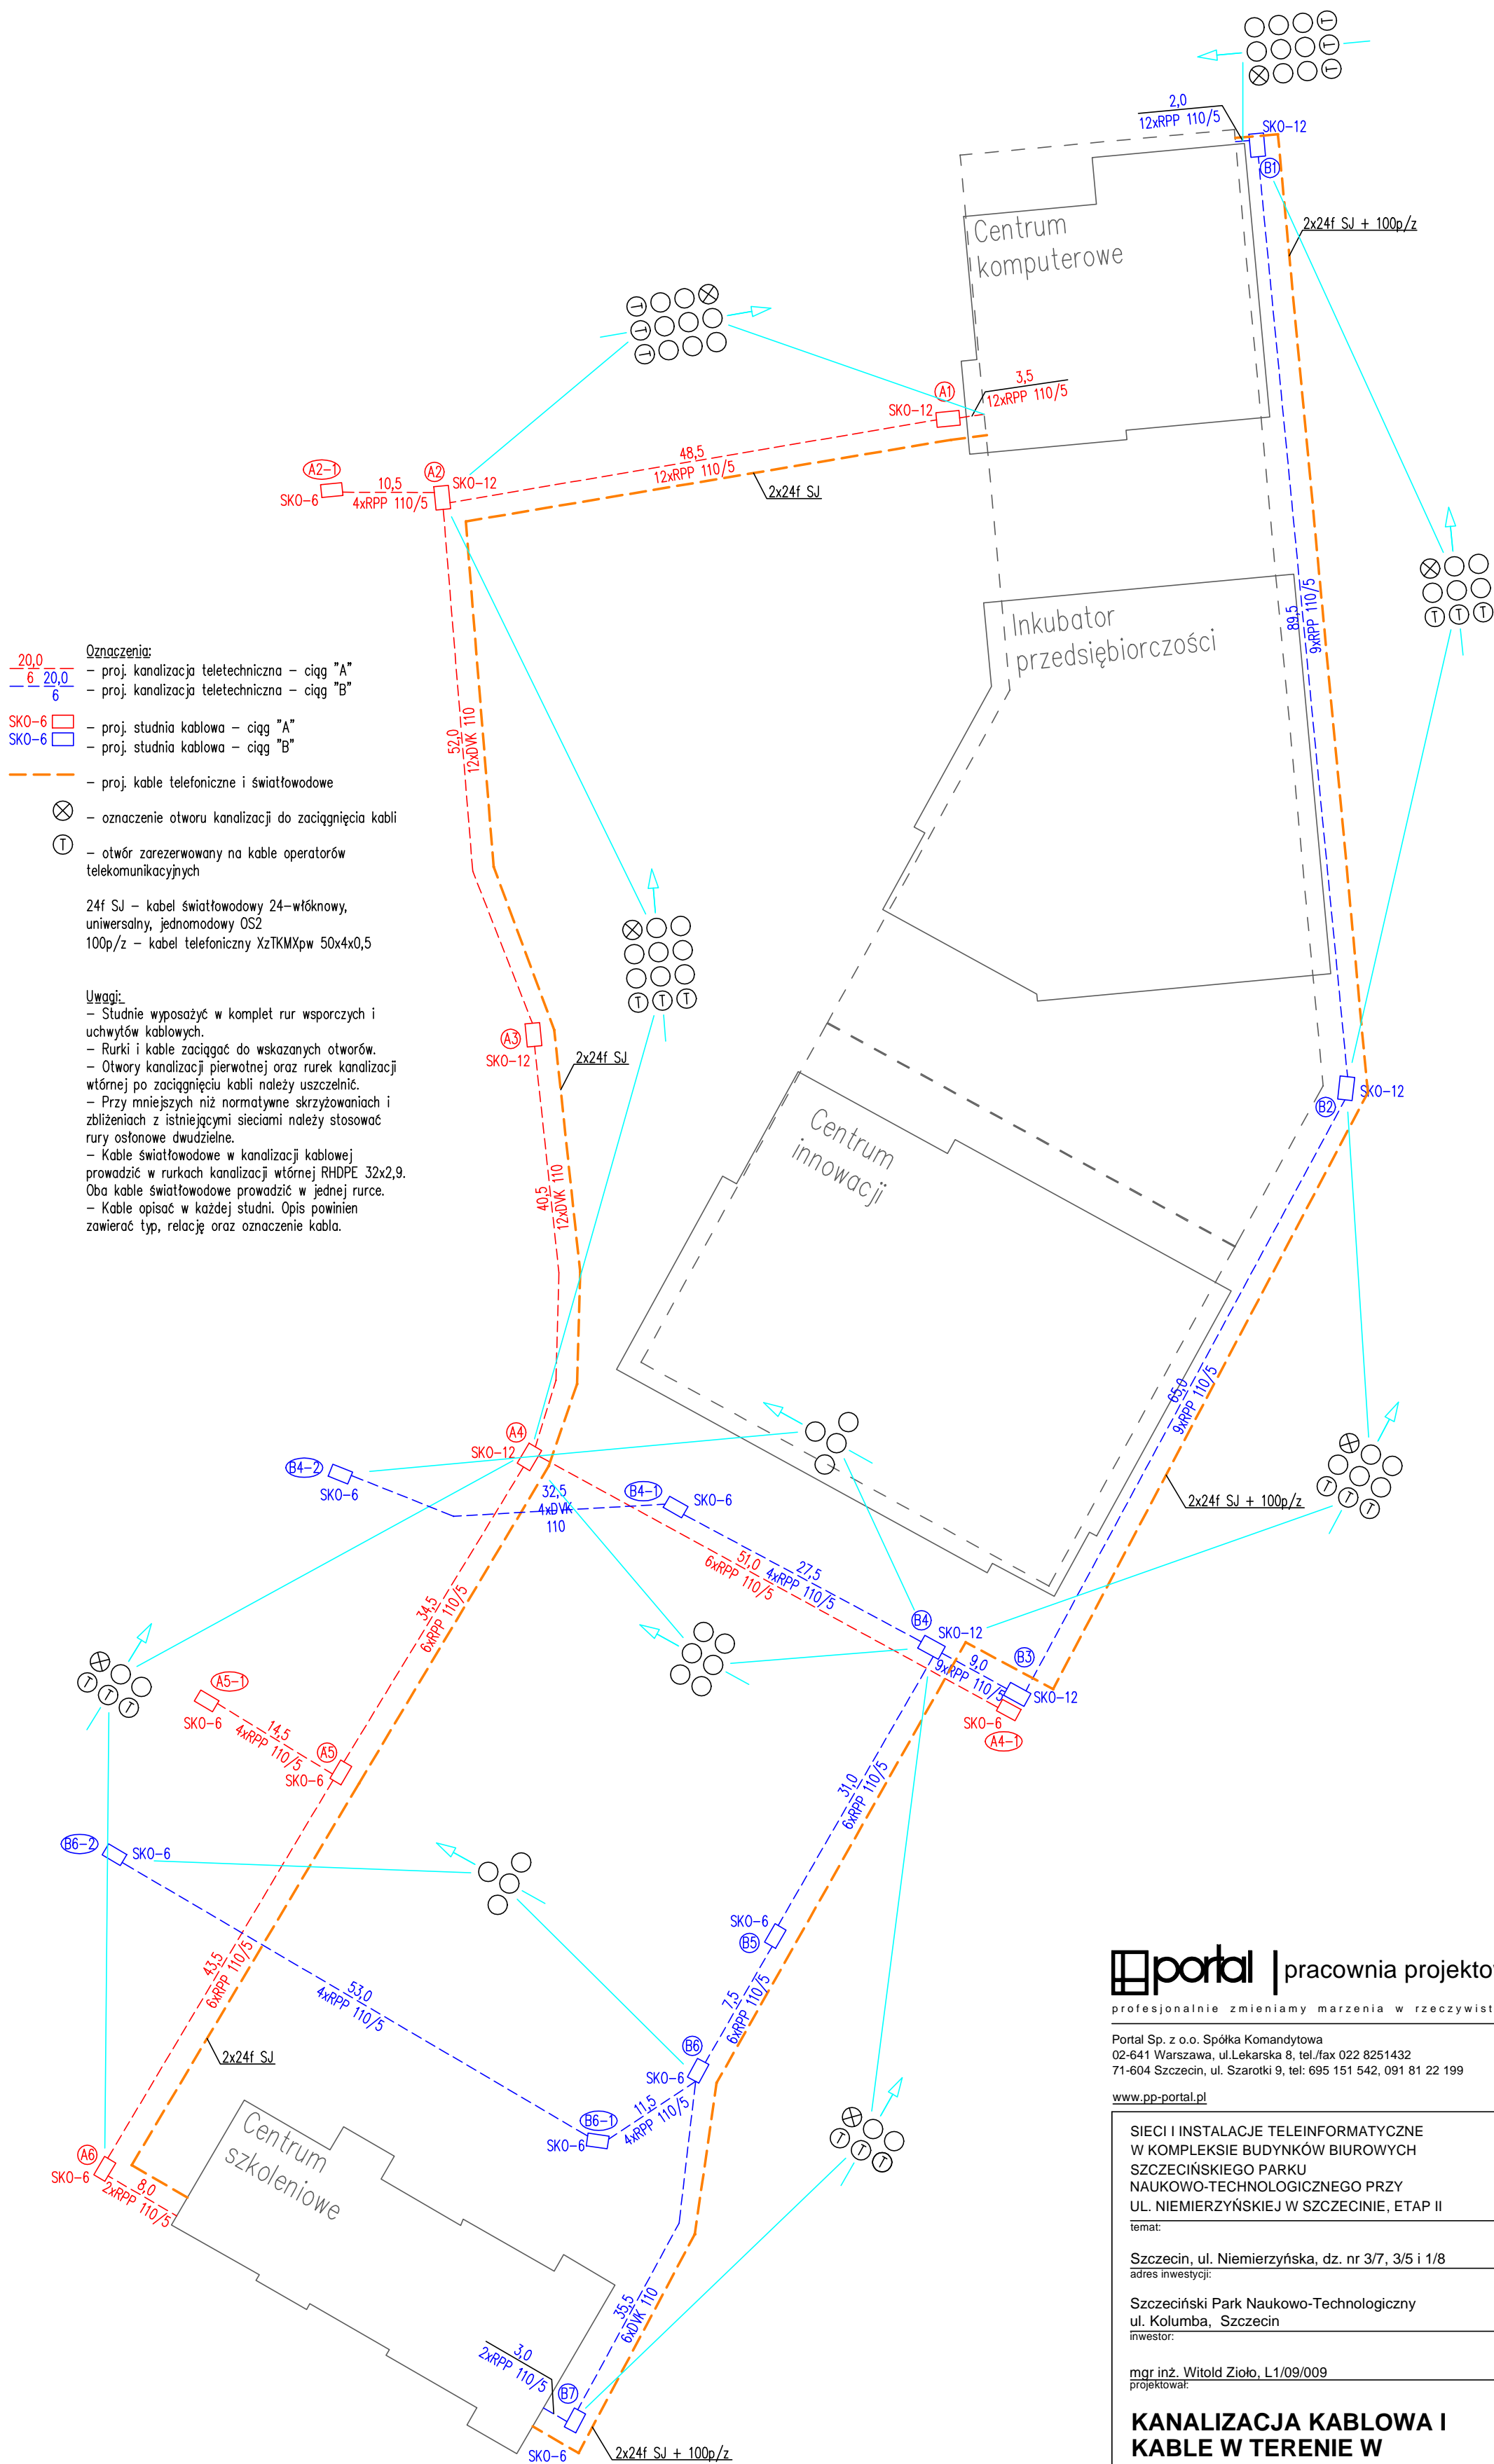 2,0
12xRPP 110/5
SKO-12
B1
2x24f SJ + 100p/z
Centrum
komputerowe
A1
SKO-12
3,5
12xRPP 110/5
A2-1
SKO-6
10,5
4xRPP 110/5
A2
SKO-12
48,5
12xRPP 110/5
2x24f SJ
89,5
9xRPP 110/5
Inkubator
przedsiębiorczości
Oznaczenia:
20,0
6
– proj. kanalizacja teletechniczna – ciąg "A"
20,0
6
– proj. kanalizacja teletechniczna – ciąg "B"
SKO-6
– proj. studnia kablowa – ciąg "A"
SKO-6
– proj. studnia kablowa – ciąg "B"
– proj. kable telefoniczne i światłowodowe
– oznaczenie otworu kanalizacji do zaciągnięcia kabli
T
– otwór zarezerwowany na kable operatorów
telekomunikacyjnych
24f SJ – kabel światłowodowy 24–włóknowy,
uniwersalny, jednomodowy OS2
100p/z – kabel telefoniczny XzTKMXpw 50x4x0,5
Uwagi:
– Studnie wyposażyć w komplet rur wsporczych i
uchwytów kablowych.
– Rurki i kable zaciągać do wskazanych otworów.
– Otwory kanalizacji pierwotnej oraz rurek kanalizacji
wtórnej po zaciągnięciu kabli należy uszczelnić.
– Przy mniejszych niż normatywne skrzyżowaniach i
zbliżeniach z istniejącymi sieciami należy stosować
rury osłonowe dwudzielne.
– Kable światłowodowe w kanalizacji kablowej
prowadzić w rurkach kanalizacji wtórnej RHDPE 32x2,9.
Oba kable światłowodowe prowadzić w jednej rurce.
– Kable opisać w każdej studni. Opis powinien
zawierać typ, relację oraz oznaczenie kabla.
52,0
12xDVK 110
A3
SKO-12
2x24f SJ
40,5
12xDVK 110
B2
SKO-12
Centrum
innowacji
65,0
9xRPP 110/5
2x24f SJ + 100p/z
A4
SKO-12
B4-2
SKO-6
32,5
4xDVK
110
B4-1
SKO-6
51,0
6xRPP 110/5
27,5
4xRPP 110/5
B4
SKO-12
9,0
9xRPP 110/5
B3
SKO-12
SKO-6
A4-1
34,5
6xRPP 110/5
A5-1
SKO-6
14,5
4xRPP 110/5
A5
SKO-6
B6-2
SKO-6
31,0
6xRPP 110/5
SKO-6
B5
43,5
6xRPP 110/5
53,0
4xRPP 110/5
7,5
6xRPP 110/5
B6
SKO-6
2x24f SJ
B6-1
SKO-6
11,5
4xRPP 110/5
A6
SKO-6
8,0
2xRPP 110/5
Centrum
szkoleniowe
35,5
6xDVK 110
3,0
2xRPP 110/5
B7
SKO-6
2x24f SJ + 100p/z
portal | pracownia projekto
profesjonalnie zmieniamy marzenia w rzeczywist
Portal Sp. z o.o. Spółka Komandytowa
02-641 Warszawa, ul.Lekarska 8, tel./fax 022 8251432
71-604 Szczecin, ul. Szarotki 9, tel: 695 151 542, 091 81 22 199
www.pp-portal.pl
SIECI I INSTALACJE TELEINFORMATYCZNE
W KOMPLEKSIE BUDYNKÓW BIUROWYCH
SZCZECIŃSKIEGO PARKU
NAUKOWO-TECHNOLOGICZNEGO PRZY
UL. NIEMIERZYŃSKIEJ W SZCZECINIE, ETAP II
temat:
Szczecin, ul. Niemierzyńska, dz. nr 3/7, 3/5 i 1/8
adres inwestycji:
Szczeciński Park Naukowo-Technologiczny
ul. Kolumba, Szczecin
inwestor:
mgr inż. Witold Zioło, L1/09/009
projektował:
KANALIZACJA KABLOWA I
KABLE W TERENIE W